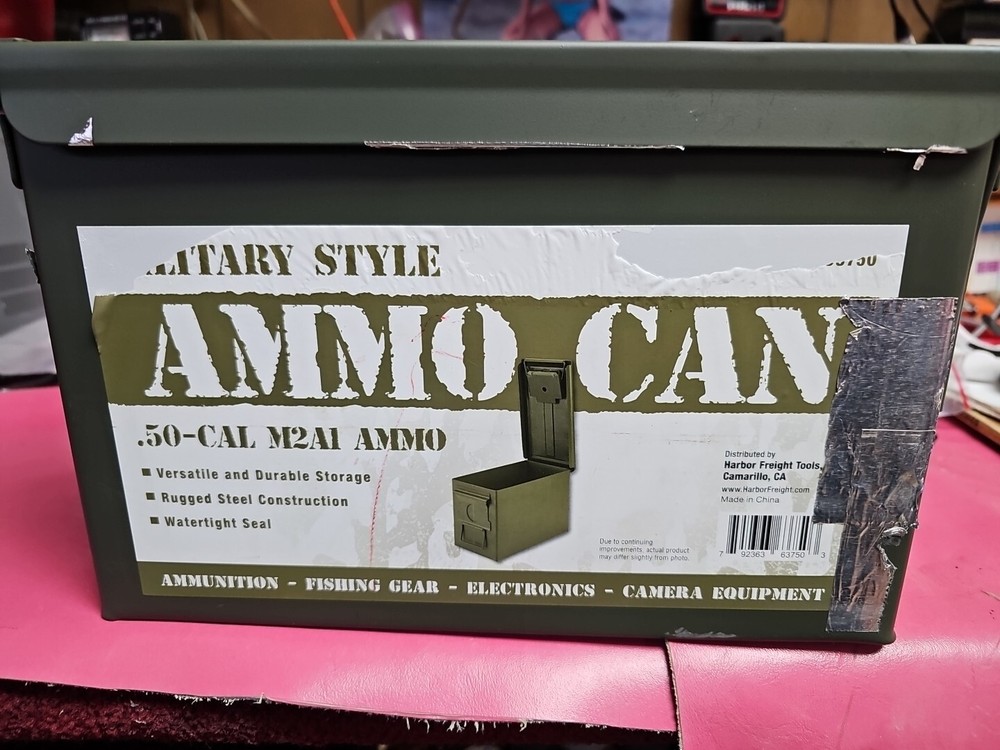 MILITARY STYLE
63750
AMMO CAN
.50-CAL M2A1 AMMO
■ Versatile and Durable Storage
■ Rugged Steel Construction
■ Watertight Seal
Distributed by
Harbor Freight Tools,
Camarillo, CA
www.HarborFreight.com
Made in China
Due to continuing
improvements, actual product
may differ slightly from photo.
7 92363 63750 3
AMMUNITION - FISHING GEAR - ELECTRONICS - CAMERA EQUIPMENT